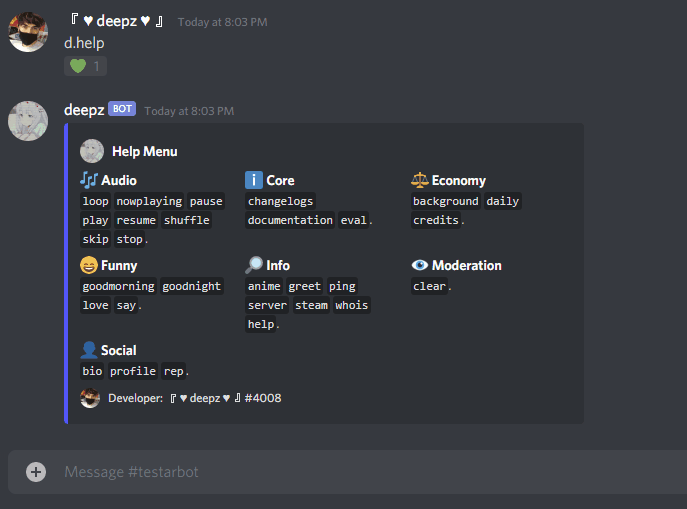 『 ♥ deepz ♥ 』 Today at 8:03 PM
d.help
1
deepz BOT Today at 8:03 PM
Help Menu
Audio
loop nowplaying pause
play resume shuffle
skip stop.
Core
changelogs
documentation eval.
Economy
background daily
credits.
Funny
goodmorning goodnight
love say.
Info
anime greet ping
server steam whois
help.
Moderation
clear.
Social
bio profile rep.
Developer: 『 ♥ deepz ♥ 』#4008
Message #testarbot